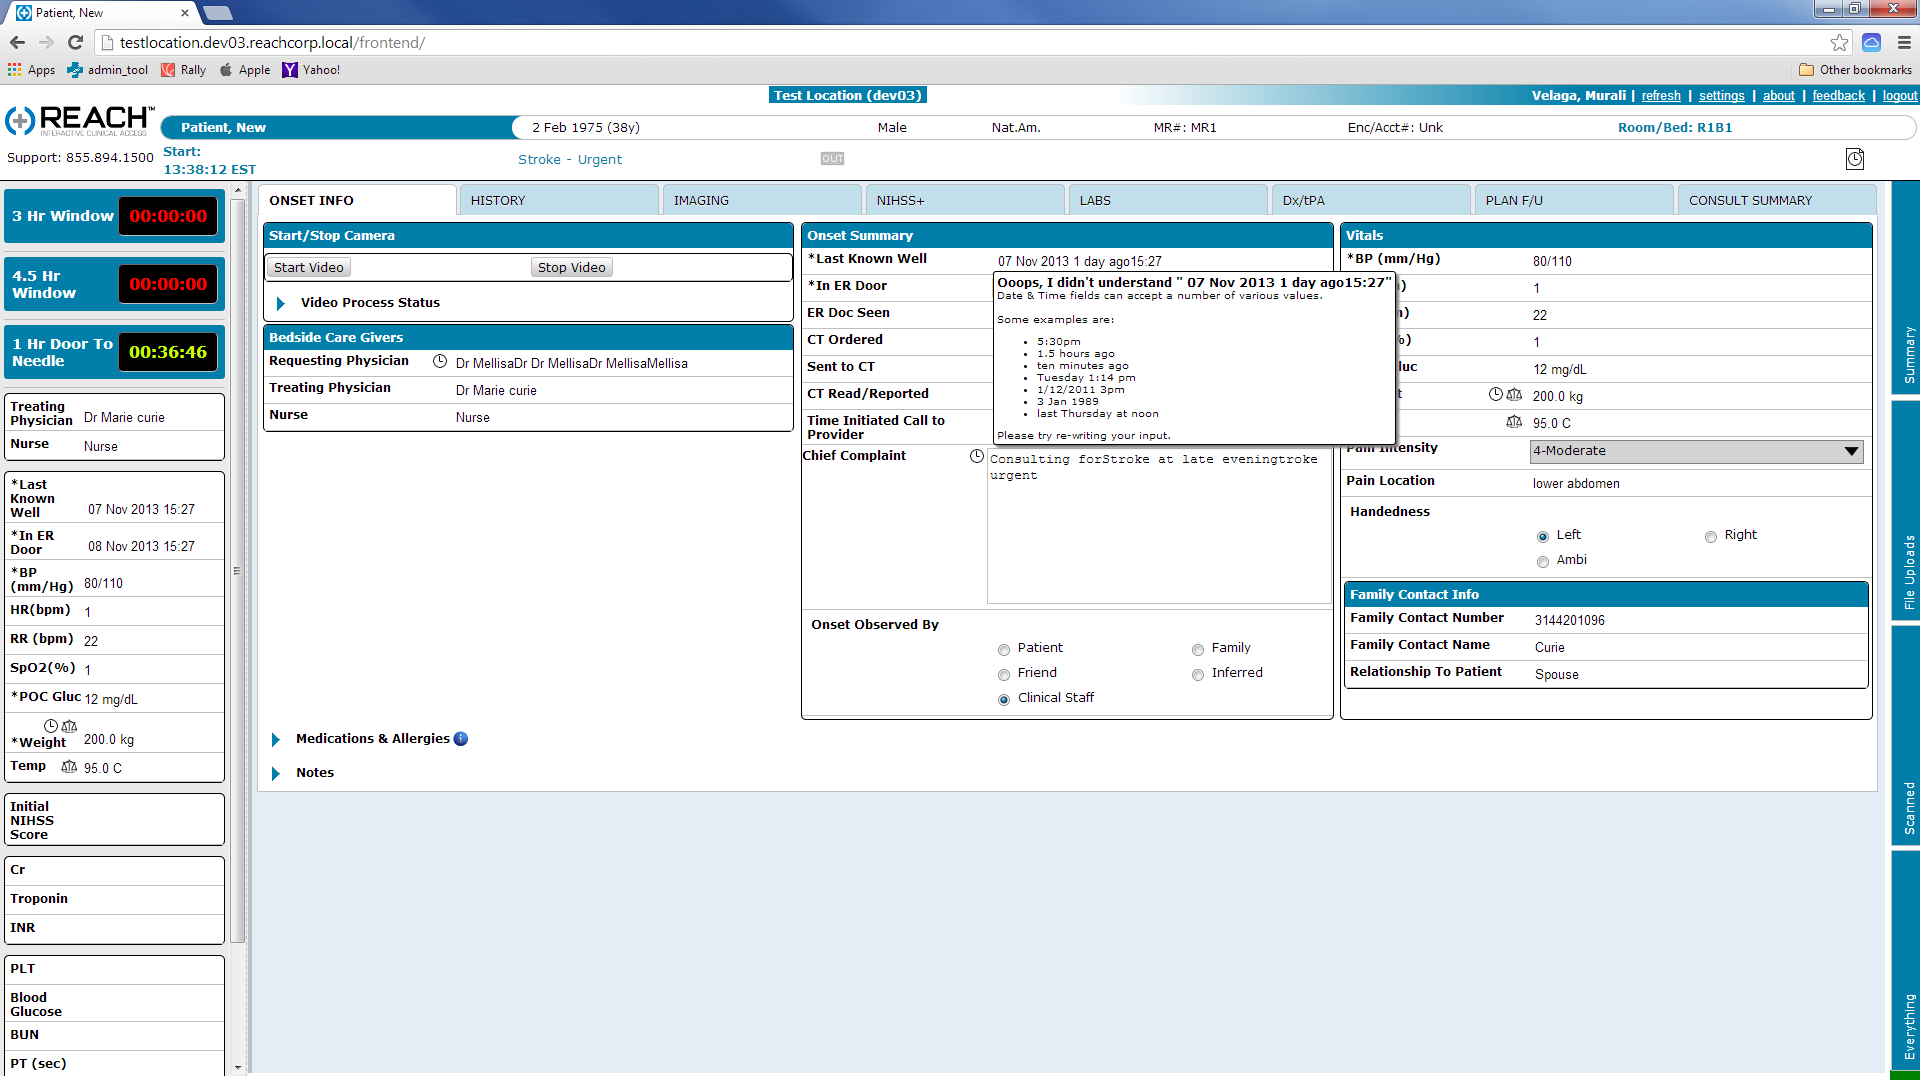 Patient, New
testlocation.dev03.reachcorp.local/frontend/
Apps admin_tool Rally Apple Yahoo! Other bookmarks
Test Location (dev03) Velaga, Murali | refresh | settings | about | feedback | logout
REACH™
INTERACTIVE CLINICAL ACCESS
Patient, New 2 Feb 1975 (38y) Male Nat.Am. MR#: MR1 Enc/Acct#: Unk Room/Bed: R1B1
Support: 855.894.1500
Start:
13:38:12 EST
Stroke - Urgent OUT
3 Hr Window 00:00:00
4.5 Hr
Window 00:00:00
1 Hr Door To
Needle 00:36:46
Treating
Physician Dr Marie curie
Nurse Nurse
*Last
Known
Well 07 Nov 2013 15:27
*In ER
Door 08 Nov 2013 15:27
*BP
(mm/Hg) 80/110
HR(bpm) 1
RR (bpm) 22
SpO2(%) 1
*POC Gluc 12 mg/dL
*Weight 200.0 kg
Temp 95.0 C
Initial
NIHSS
Score
Cr
Troponin
INR
PLT
Blood
Glucose
BUN
PT (sec)
ONSET INFO HISTORY IMAGING NIHSS+ LABS Dx/tPA PLAN F/U CONSULT SUMMARY
Start/Stop Camera
Start Video Stop Video
Video Process Status
Bedside Care Givers
Requesting Physician Dr MellisaDr Dr MellisaDr MellisaMellisa
Treating Physician Dr Marie curie
Nurse Nurse
Medications & Allergies i
Notes
Onset Summary
*Last Known Well 07 Nov 2013 1 day ago15:27
*In ER Door
ER Doc Seen
CT Ordered
Sent to CT
CT Read/Reported
Time Initiated Call to
Provider
Ooops, I didn't understand " 07 Nov 2013 1 day ago15:27"
Date & Time fields can accept a number of various values.
Some examples are:
• 5:30pm
• 1.5 hours ago
• ten minutes ago
• Tuesday 1:14 pm
• 1/12/2011 3pm
• 3 Jan 1989
• last Thursday at noon
Please try re-writing your input.
Chief Complaint Consulting forStroke at late eveningtroke
urgent
Onset Observed By
Patient Family
Friend Inferred
Clinical Staff
Vitals
*BP (mm/Hg) 80/110
) 1
) 22
) 1
luc 12 mg/dL
t 200.0 kg
95.0 C
Pain Intensity 4-Moderate
Pain Location lower abdomen
Handedness
Left Right
Ambi
Family Contact Info
Family Contact Number 3144201096
Family Contact Name Curie
Relationship To Patient Spouse
Summary
File Uploads
Scanned
Everything